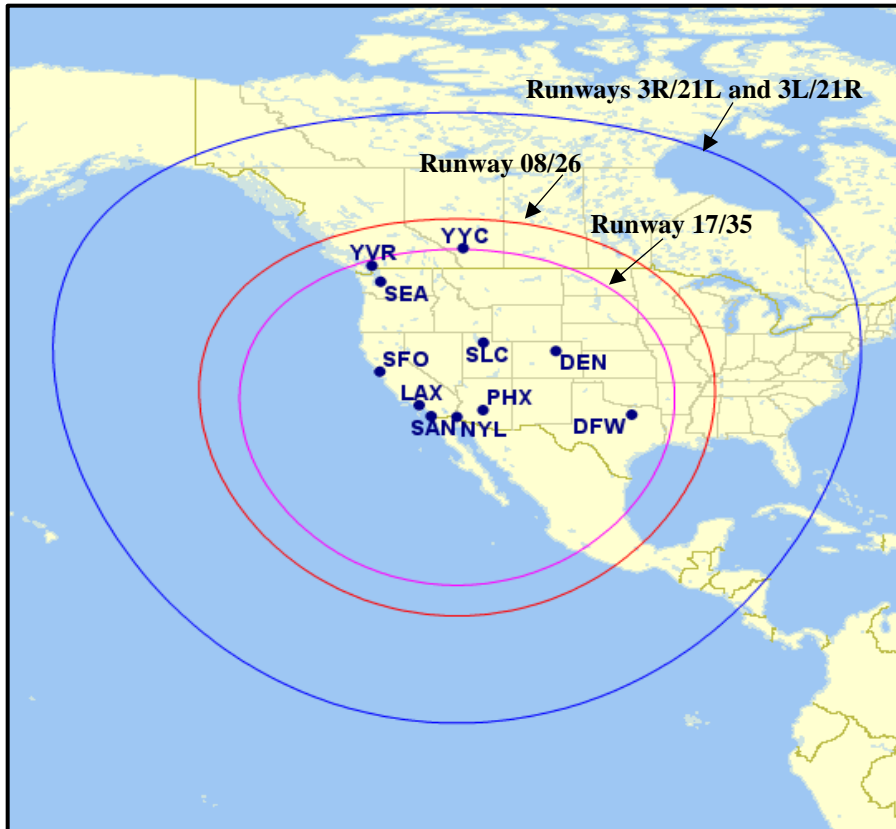 Runways 3R/21L and 3L/21R
Runway 08/26
Runway 17/35
YYC
YVR
SEA
SLC
DEN
SFO
LAX
PHX
SAN
NYL
DFW